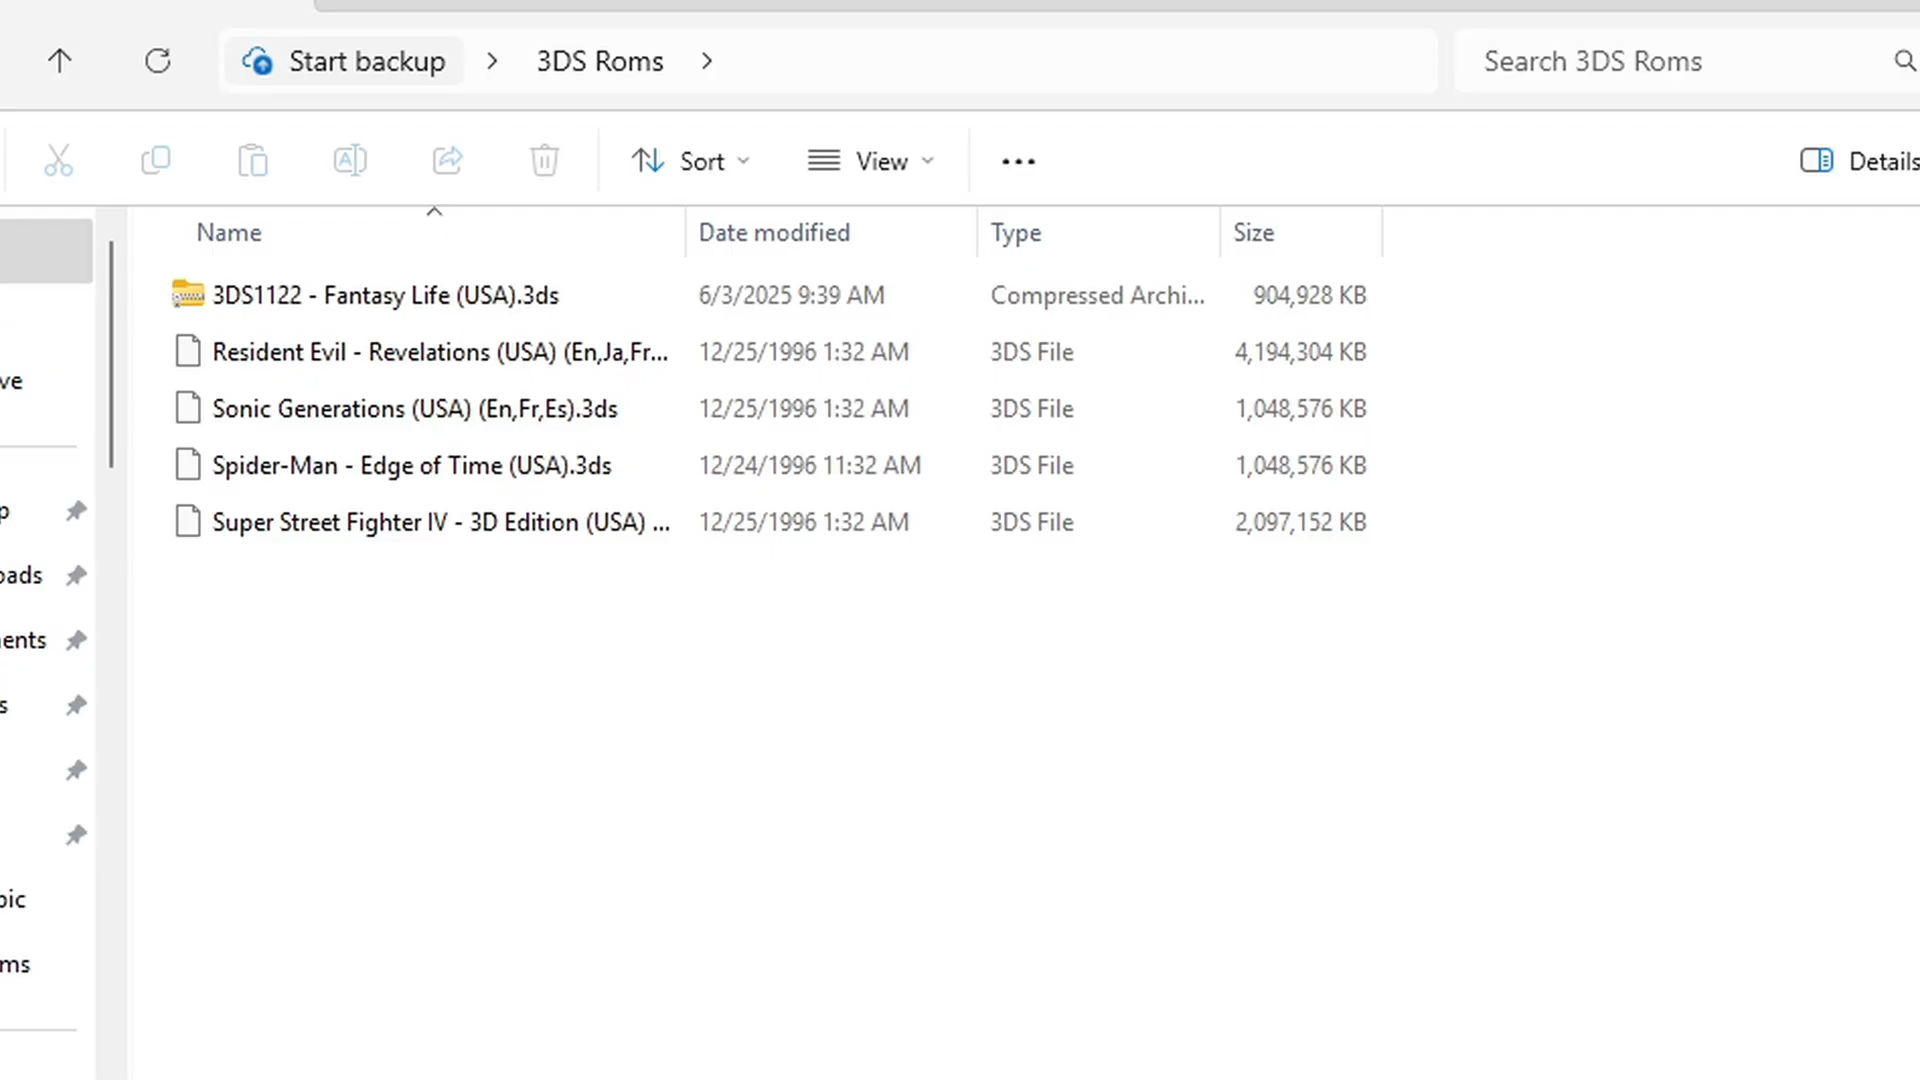 Start backup > 3DS Roms >
Search 3DS Roms
Sort
View
Details
Name
Date modified
Type
Size
3DS1122 - Fantasy Life (USA).3ds 6/3/2025 9:39 AM Compressed Archi... 904,928 KB
Resident Evil - Revelations (USA) (En,Ja,Fr... 12/25/1996 1:32 AM 3DS File 4,194,304 KB
Sonic Generations (USA) (En,Fr,Es).3ds 12/25/1996 1:32 AM 3DS File 1,048,576 KB
Spider-Man - Edge of Time (USA).3ds 12/24/1996 11:32 AM 3DS File 1,048,576 KB
Super Street Fighter IV - 3D Edition (USA) ... 12/25/1996 1:32 AM 3DS File 2,097,152 KB
ve
p
oads
ents
s
pic
ms